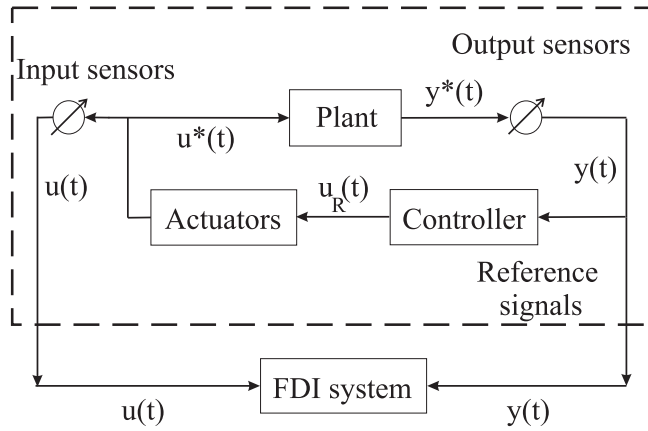 Output sensors
Input sensors
y*(t)
Plant
u*(t)
u(t)
y(t)
u_R(t)
Actuators
Controller
Reference
signals
FDI system
u(t)
y(t)